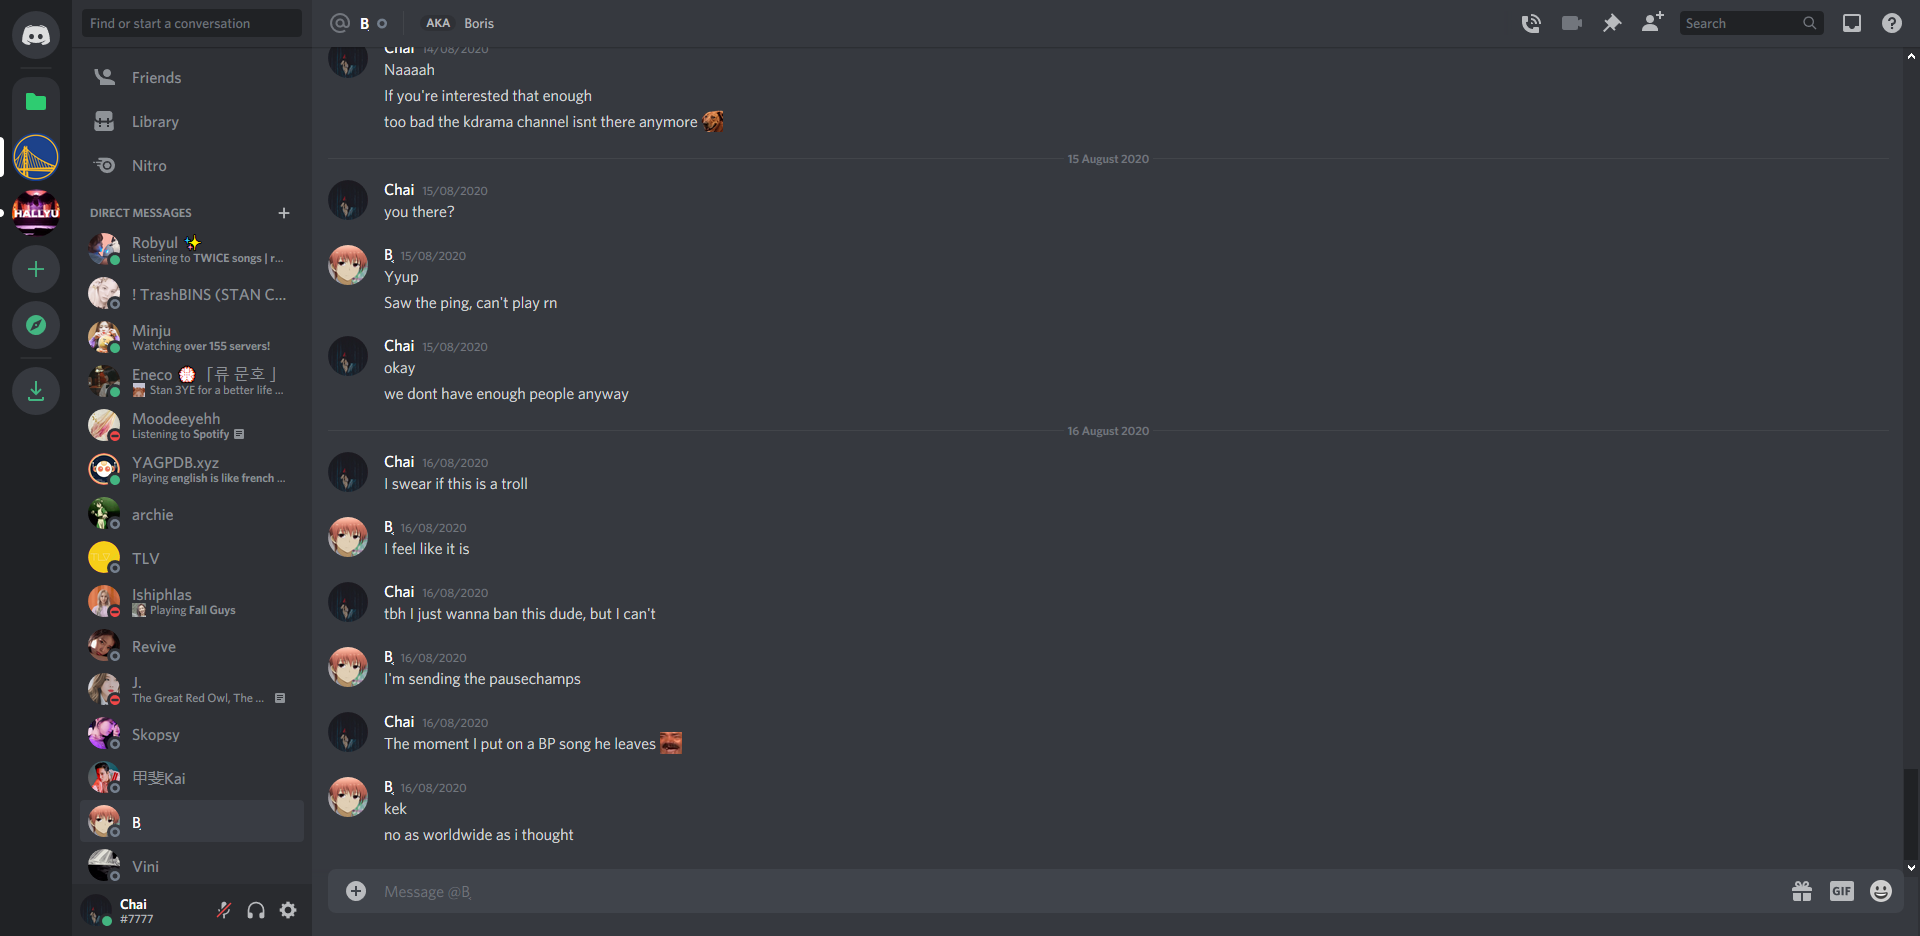 Find or start a conversation
B
AKA Boris
Search
Friends
Library
Nitro
HALLYU
DIRECT MESSAGES
Robyul ✨
Listening to TWICE songs | r...
! TrashBINS (STAN C...
Minju
Watching over 155 servers!
Eneco 「류 문호 」
Stan 3YE for a better life ...
Moodeeyehh
Listening to Spotify
YAGPDB.xyz
Playing english is like french ...
archie
TLV
Ishiphlas
Playing Fall Guys
Revive
J.
The Great Red Owl, The ...
Skopsy
甲斐Kai
B
Vini
Chai
#7777
Chai 14/08/2020
Naaaah
If you're interested that enough
too bad the kdrama channel isnt there anymore
15 August 2020
Chai 15/08/2020
you there?
B 15/08/2020
Yyup
Saw the ping, can't play rn
Chai 15/08/2020
okay
we dont have enough people anyway
16 August 2020
Chai 16/08/2020
I swear if this is a troll
B 16/08/2020
I feel like it is
Chai 16/08/2020
tbh I just wanna ban this dude, but I can't
B 16/08/2020
I'm sending the pausechamps
Chai 16/08/2020
The moment I put on a BP song he leaves
B 16/08/2020
kek
no as worldwide as i thought
Message @B
GIF